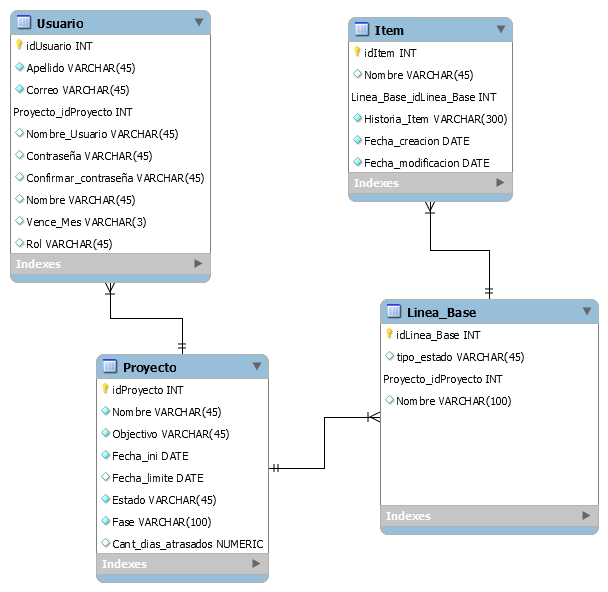 Usuario
idUsuario INT
Apellido VARCHAR(45)
Correo VARCHAR(45)
Proyecto_idProyecto INT
Nombre_Usuario VARCHAR(45)
Contraseña VARCHAR(45)
Confirmar_contraseña VARCHAR(45)
Nombre VARCHAR(45)
Vence_Mes VARCHAR(3)
Rol VARCHAR(45)
Indexes
Item
idItem INT
Nombre VARCHAR(45)
Linea_Base_idLinea_Base INT
Historia_Item VARCHAR(300)
Fecha_creacion DATE
Fecha_modificacion DATE
Indexes
Proyecto
idProyecto INT
Nombre VARCHAR(45)
Objectivo VARCHAR(45)
Fecha_ini DATE
Fecha_limite DATE
Estado VARCHAR(45)
Fase VARCHAR(100)
Cant_dias_atrasados NUMERIC
Indexes
Linea_Base
idLinea_Base INT
tipo_estado VARCHAR(45)
Proyecto_idProyecto INT
Nombre VARCHAR(100)
Indexes